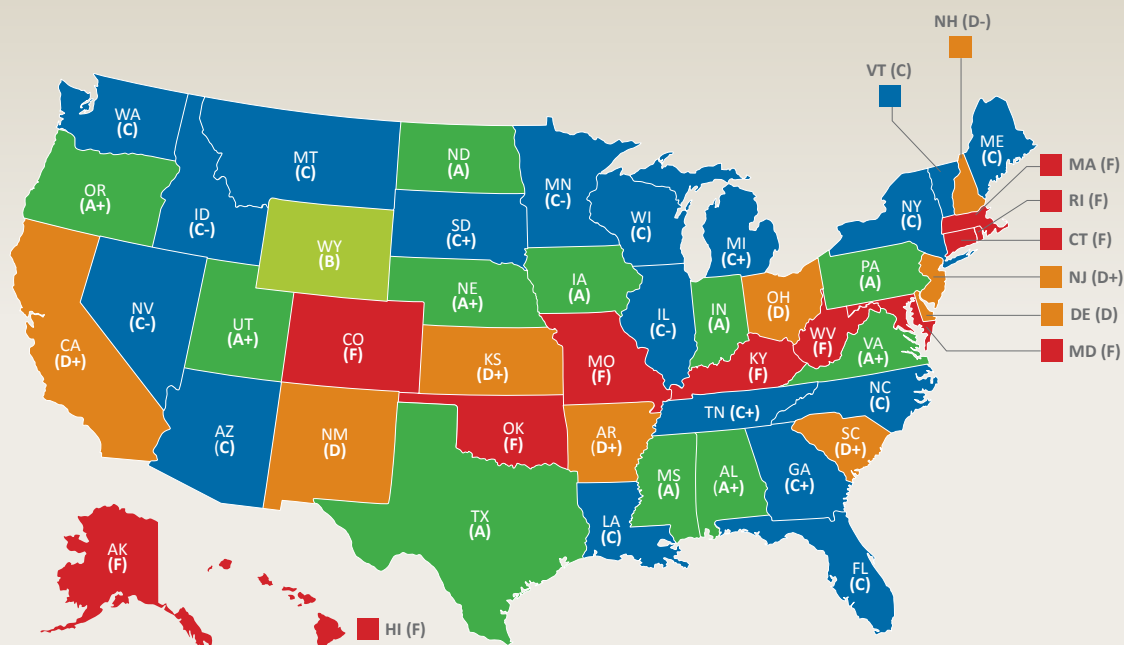 NH (D-)
VT (C)
WA
(C)
MT
(C)
ND
(A)
MN
(C-)
ME
(C)
MA (F)
OR
(A+)
ID
(C-)
SD
(C+)
WI
(C)
MI
(C+)
NY
(C)
RI (F)
WY
(B)
CT (F)
NV
(C-)
UT
(A+)
NE
(A+)
IA
(A)
PA
(A)
NJ (D+)
CA
(D+)
CO
(F)
KS
(D+)
MO
(F)
IL
(C-)
IN
(A)
OH
(D)
WV
(F)
VA
(A+)
DE (D)
KY
(F)
MD (F)
AZ
(C)
NM
(D)
OK
(F)
AR
(D+)
TN (C+)
NC
(C)
SC
(D+)
TX
(A)
LA
(C)
MS
(A)
AL
(A+)
GA
(C+)
AK
(F)
FL
(C)
HI (F)